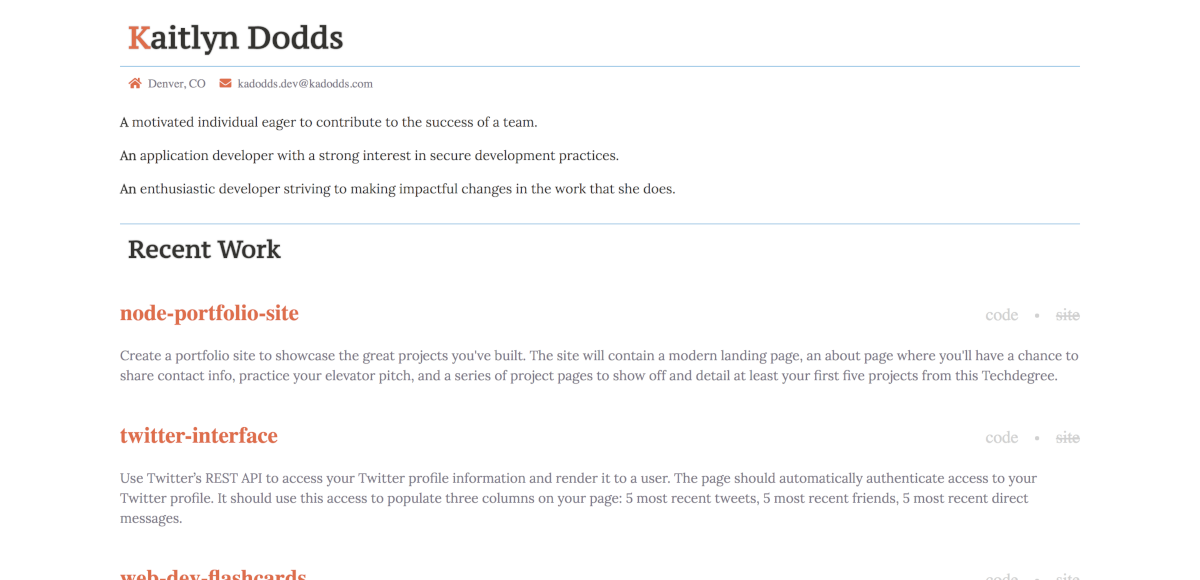 Kaitlyn Dodds
Denver, CO kadodds.dev@kadodds.com
A motivated individual eager to contribute to the success of a team.
An application developer with a strong interest in secure development practices.
An enthusiastic developer striving to making impactful changes in the work that she does.
Recent Work
node-portfolio-site code • site
Create a portfolio site to showcase the great projects you've built. The site will contain a modern landing page, an about page where you'll have a chance to
share contact info, practice your elevator pitch, and a series of project pages to show off and detail at least your first five projects from this Techdegree.
twitter-interface code • site
Use Twitter’s REST API to access your Twitter profile information and render it to a user. The page should automatically authenticate access to your
Twitter profile. It should use this access to populate three columns on your page: 5 most recent tweets, 5 most recent friends, 5 most recent direct
messages.
web-dev-flashcards code • site